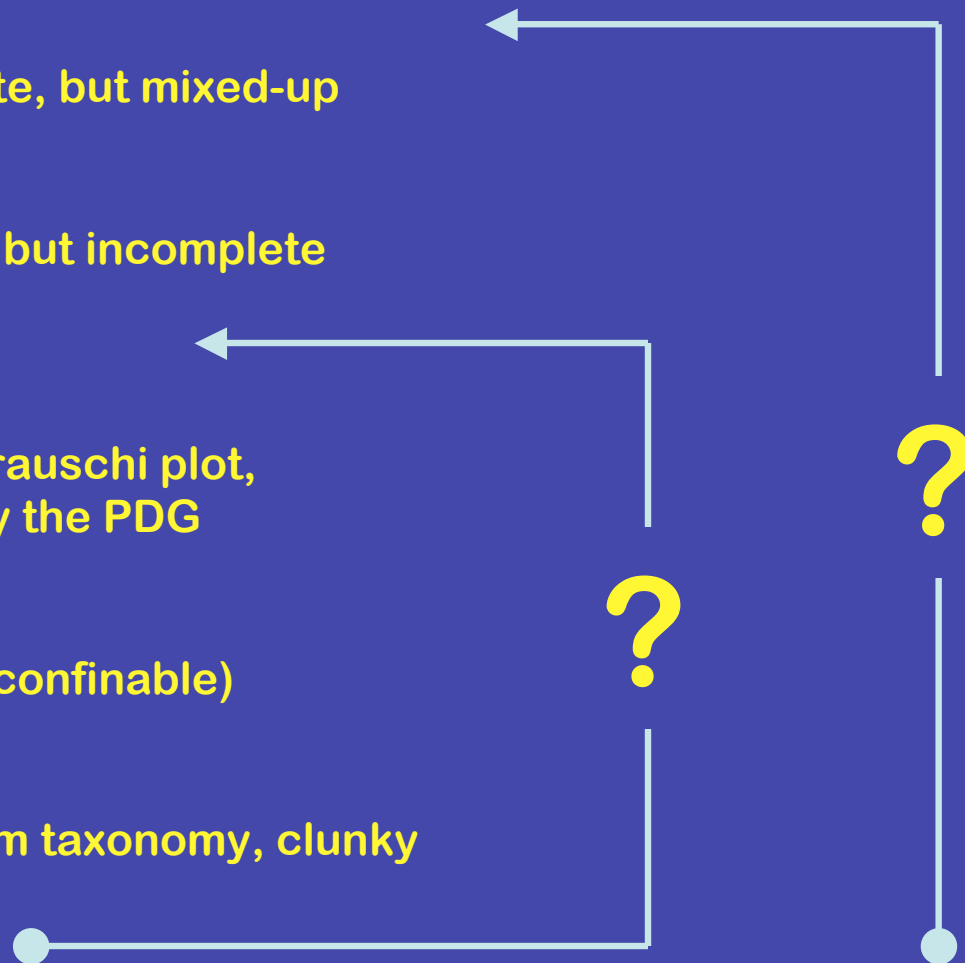 te, but mixed-up
but incomplete
rauschi plot,
y the PDG
?
?
confinable)
m taxonomy, clunky